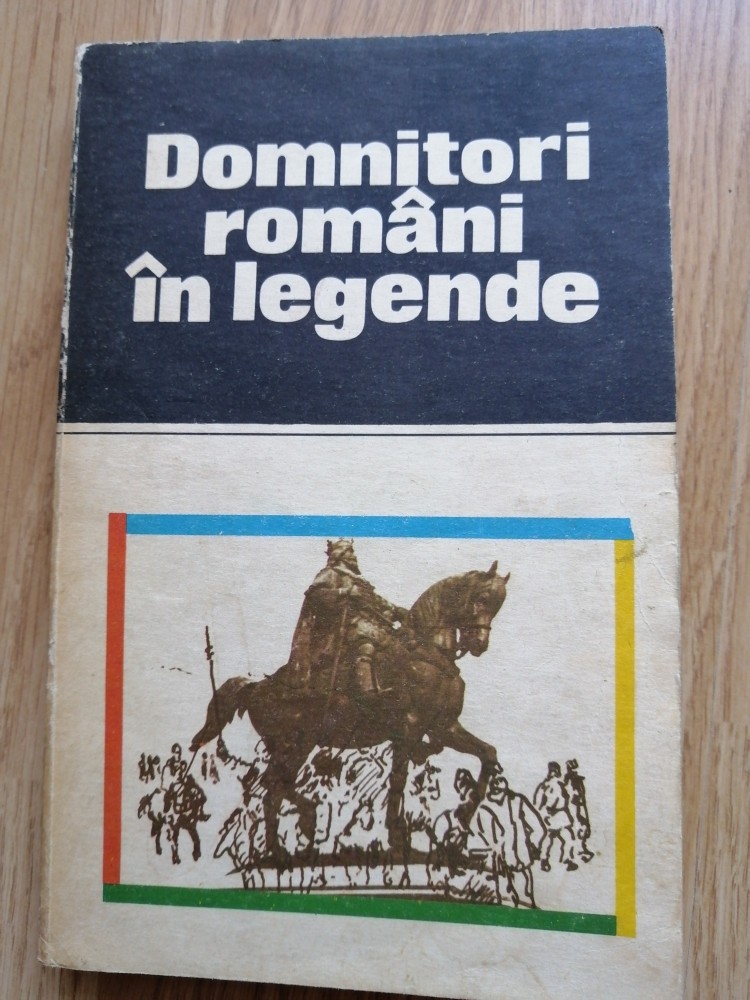 Domnitori
români
în legende